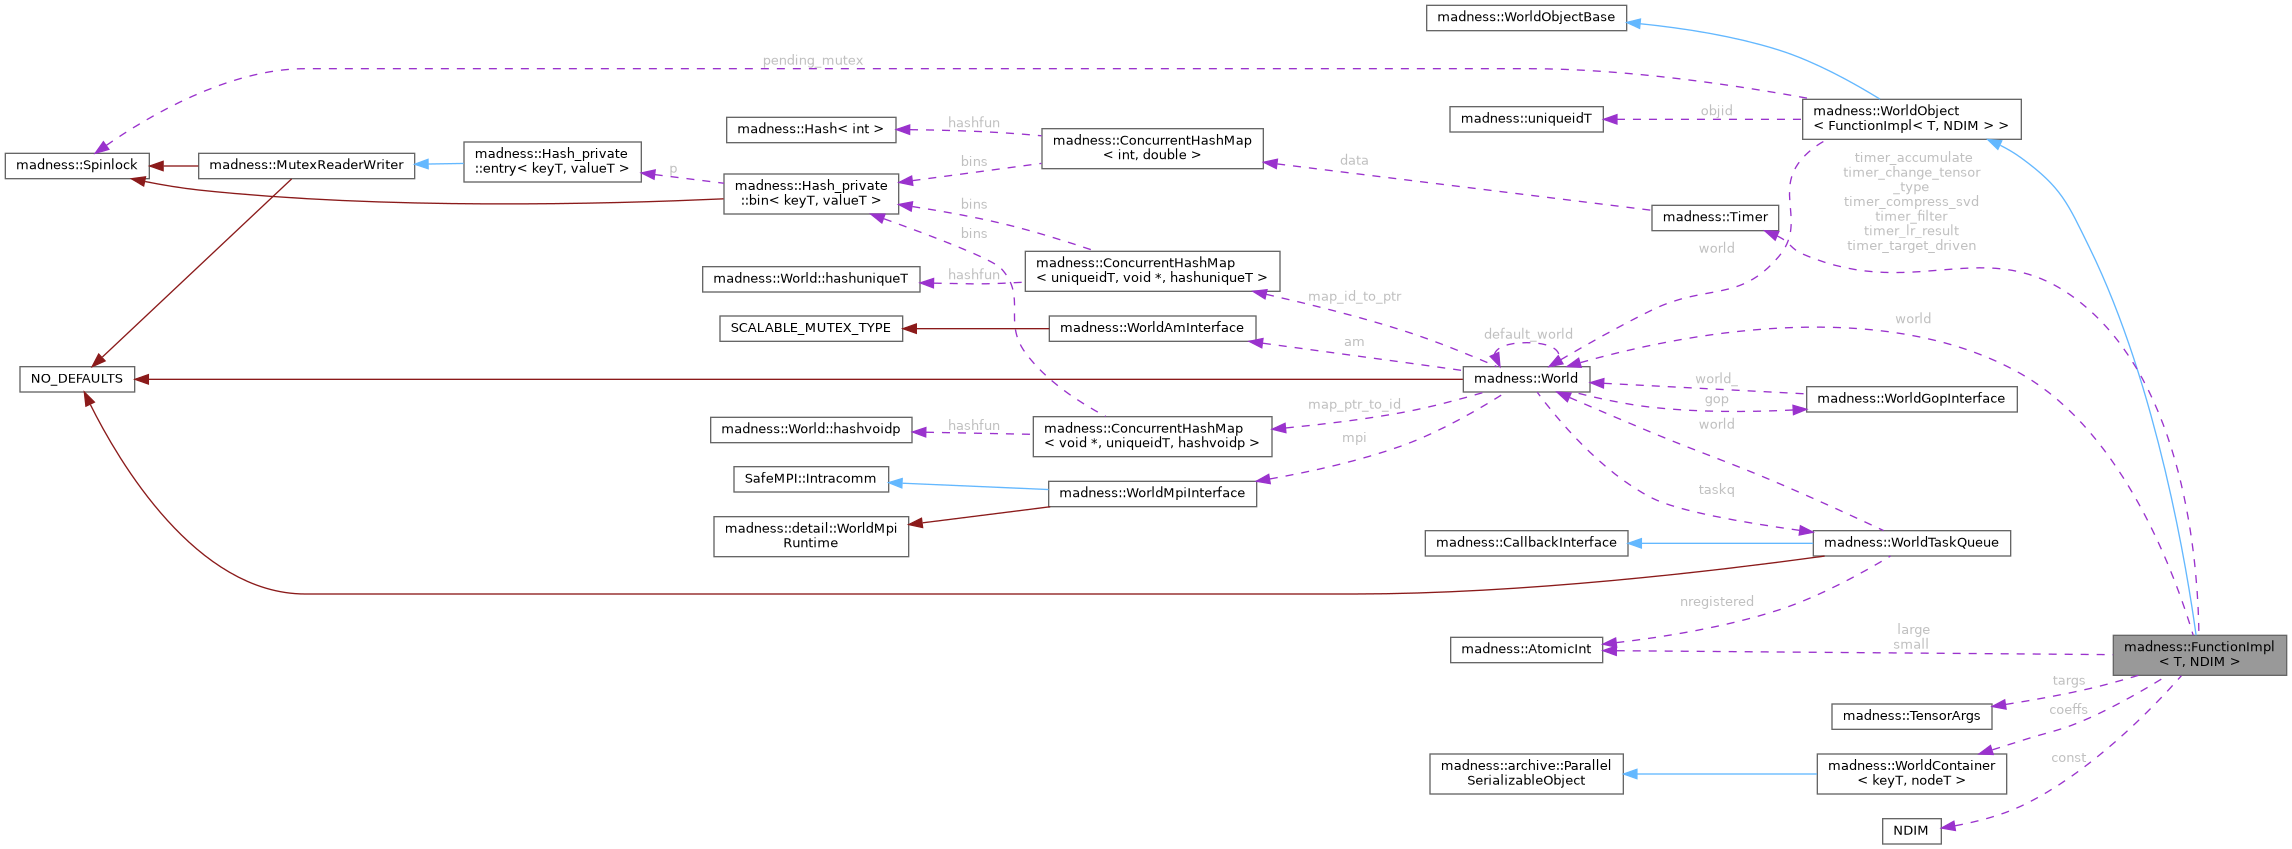 madness::WorldObjectBase
pending_mutex
madness::WorldObject
< FunctionImpl< T, NDIM > >
objid
madness::uniqueidT
madness::Hash< int >
hashfun
madness::ConcurrentHashMap
< int, double >
madness::Spinlock
madness::MutexReaderWriter
madness::Hash_private
::entry< keyT, valueT >
p
madness::Hash_private
::bin< keyT, valueT >
bins
data
timer_accumulate
timer_change_tensor
_type
timer_compress_svd
timer_filter
timer_lr_result
timer_target_driven
madness::Timer
bins
bins
world
madness::ConcurrentHashMap
< uniqueidT, void *, hashuniqueT >
madness::World::hashuniqueT
hashfun
map_id_to_ptr
SCALABLE_MUTEX_TYPE
madness::WorldAmInterface
am
default_world
world
NO_DEFAULTS
madness::World
world_
gop
madness::WorldGopInterface
world
map_ptr_to_id
madness::World::hashvoidp
hashfun
madness::ConcurrentHashMap
< void *, uniqueidT, hashvoidp >
mpi
SafeMPI::Intracomm
madness::WorldMpiInterface
taskq
madness::detail::WorldMpi
Runtime
madness::CallbackInterface
madness::WorldTaskQueue
nregistered
large
small
madness::AtomicInt
madness::FunctionImpl
< T, NDIM >
targs
madness::TensorArgs
coeffs
madness::archive::Parallel
SerializableObject
madness::WorldContainer
< keyT, nodeT >
const
NDIM